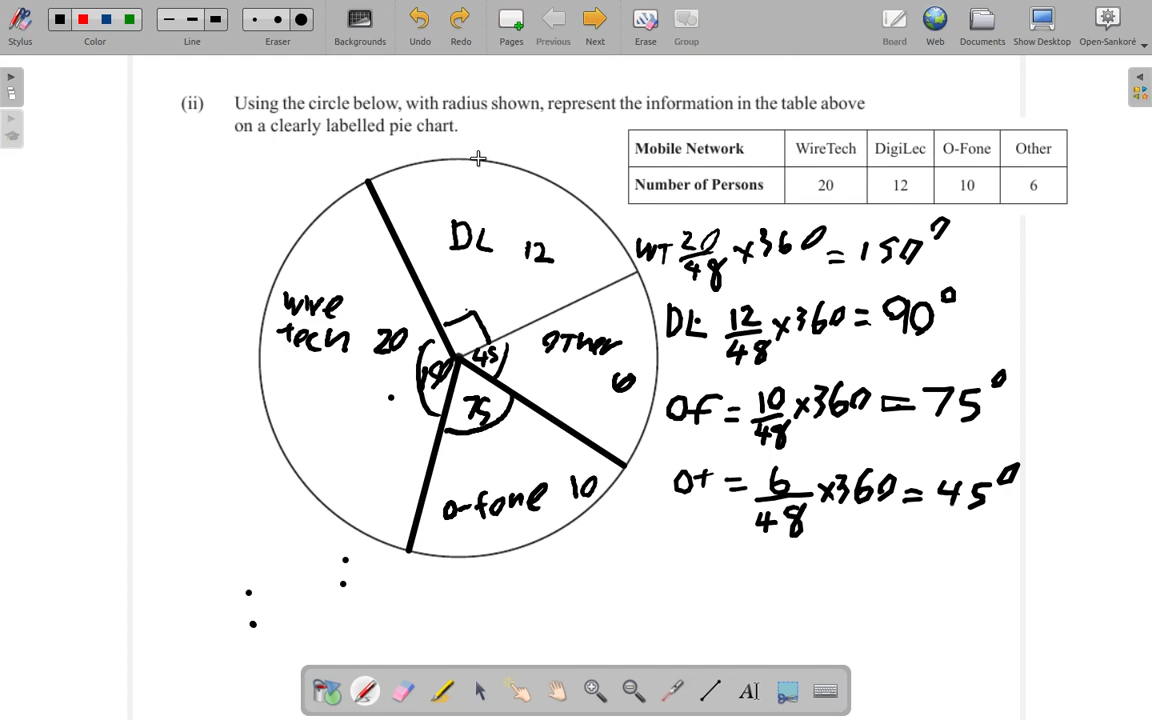 Stylus Color Line Eraser Backgrounds Undo Redo Pages Previous Next Erase Group Board Web Documents Show Desktop Open-Sankoré
(ii) Using the circle below, with radius shown, represent the information in the table above
on a clearly labelled pie chart.
Mobile Network WireTech DigiLec O-Fone Other
Number of Persons 20 12 10 6
DL 12
wire
tech 20
other
6
45
150
75
o-fone 10
WT 20/48 x 360 = 150°
DL 12/48 x 360 = 90°
OF = 10/48 x 360 = 75°
OT = 6/48 x 360 = 45°
AI